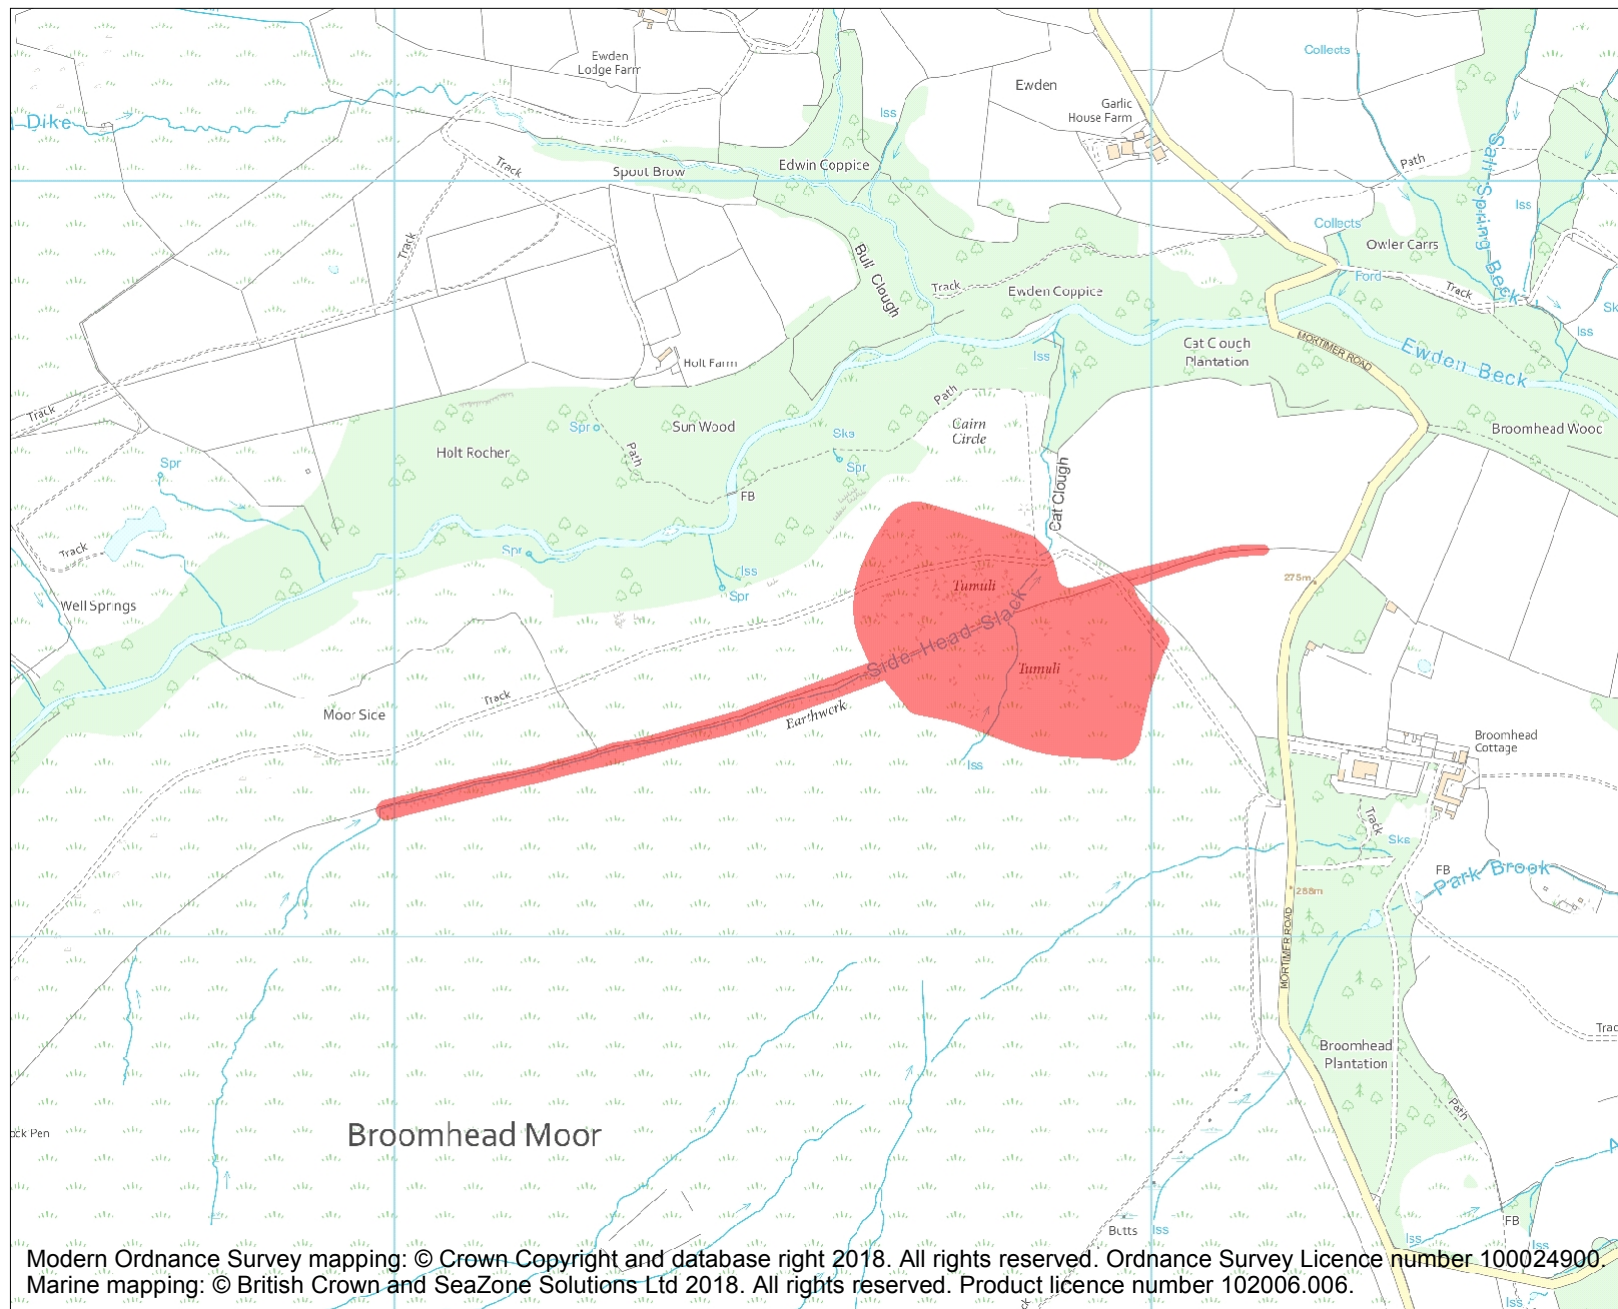 Collects
Ewden
Lodge Farm
Ewden
Garlic
House Farm
Iss
Dike
Path
Sall Spring Beck
Edwin Coppice
Spout Brow
Track
Iss
Collects
Owler Carrs
Track
Bull Clough
Track
Ewden Coppice
Ford
Track
Iss
MORTIMER ROAD
Cat Clough
Plantation
Iss
Ewden Beck
Holt Farm
Path
Track
Spr
Sun Wood
Sks
Cairn
Circle
Broomhead Wood
Holt Rocher
Path
Spr
Spr
FB
Cat Clough
Track
Spr
Iss
Spr
Tumuli
275m
Well Springs
Side Head Slack
Tumuli
Track
Moor Side
Earthwork
Iss
Broomhead
Cottage
Track
Sks
FB
Park Brook
288m
MORTIMER ROAD
Broomhead
Plantation
Path
Broomhead Moor
Butts
Iss
FB
Iss
Iss
Modern Ordnance Survey mapping: © Crown Copyright and database right 2018. All rights reserved. Ordnance Survey Licence number 100024900.
Marine mapping: © British Crown and SeaZone Solutions Ltd 2018. All rights reserved. Product licence number 102006.006.
Iss